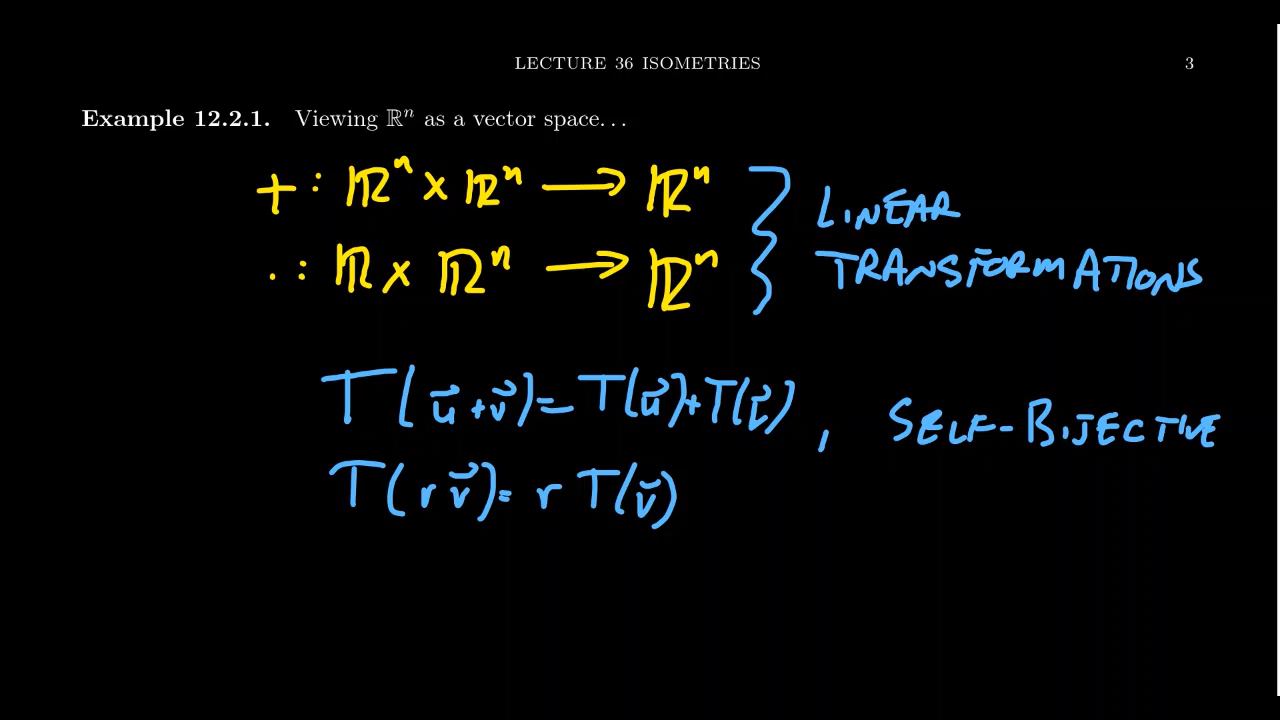 LECTURE 36 ISOMETRIES 3
Example 12.2.1. Viewing ℝⁿ as a vector space...
+ : ℝⁿ × ℝⁿ ⟶ ℝⁿ } LINEAR
· : ℝ × ℝⁿ ⟶ ℝⁿ TRANSFORMATIONS
T(u⃗ + v⃗) = T(u⃗) + T(v⃗), SELF-BIJECTIVE
T(r v⃗) = r T(v⃗)